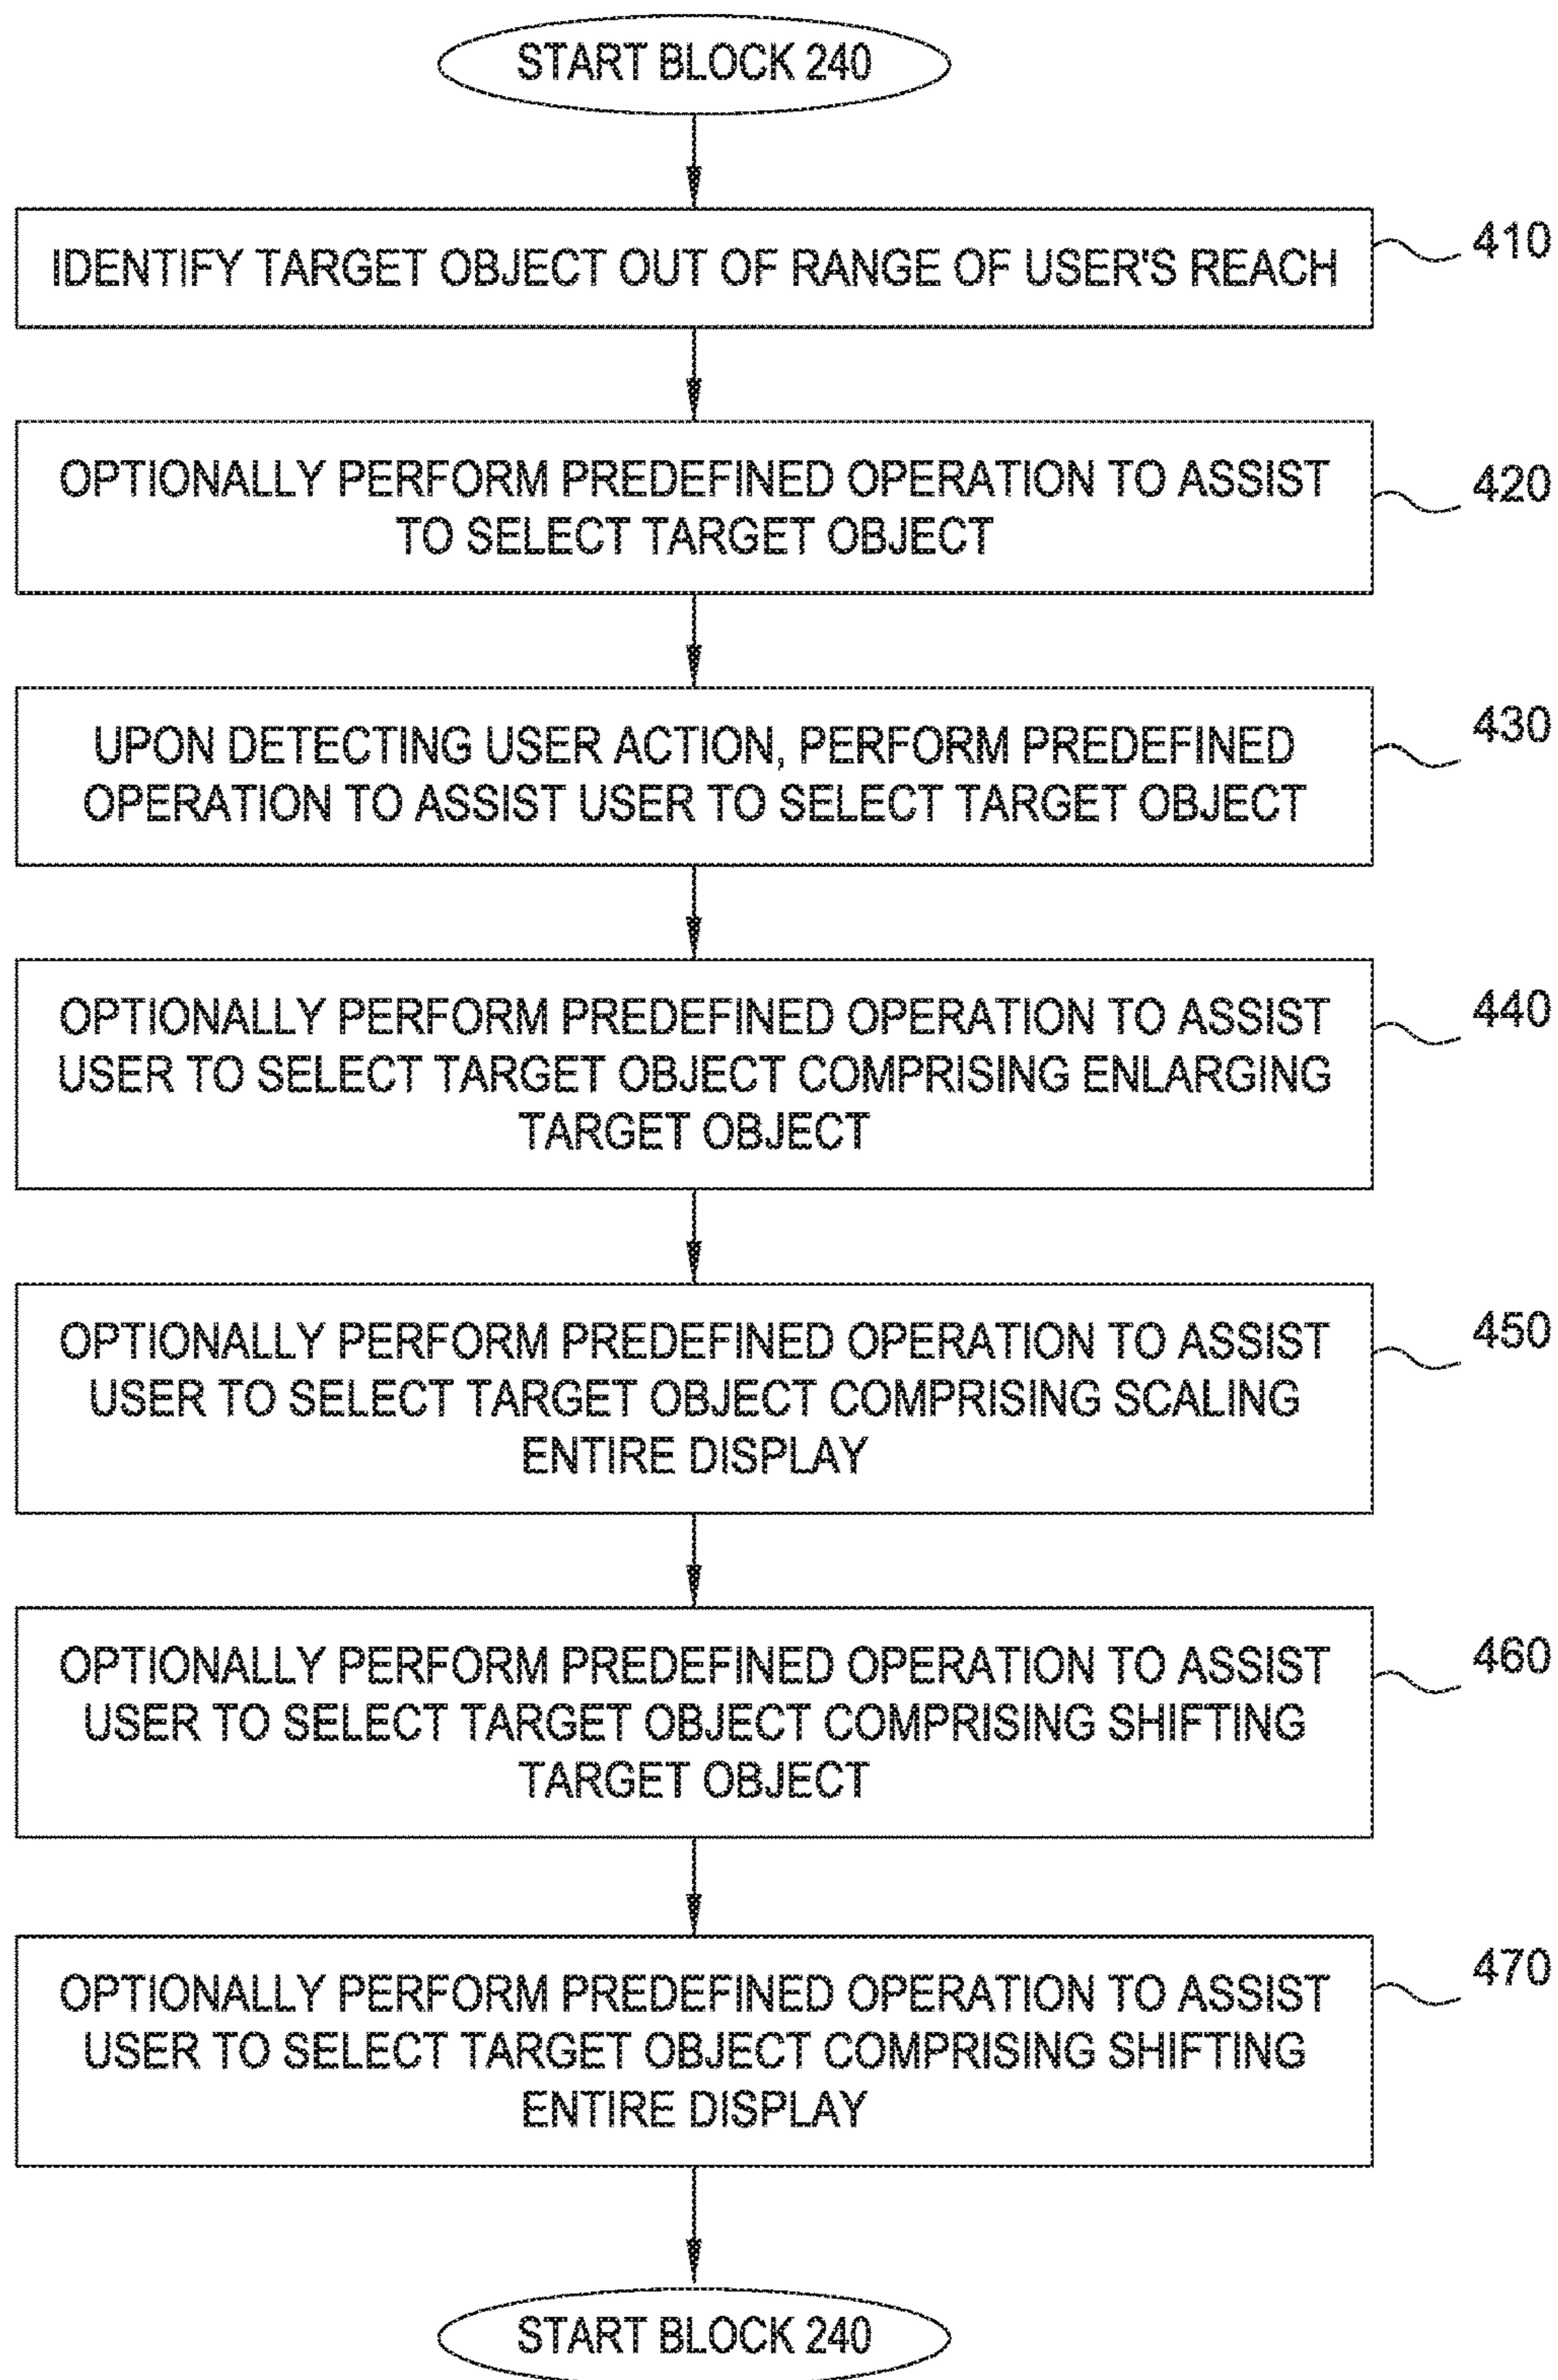 START BLOCK 240
IDENTIFY TARGET OBJECT OUT OF RANGE OF USER'S REACH
410
OPTIONALLY PERFORM PREDEFINED OPERATION TO ASSIST
TO SELECT TARGET OBJECT
420
UPON DETECTING USER ACTION, PERFORM PREDEFINED
OPERATION TO ASSIST USER TO SELECT TARGET OBJECT
430
OPTIONALLY PERFORM PREDEFINED OPERATION TO ASSIST
USER TO SELECT TARGET OBJECT COMPRISING ENLARGING
TARGET OBJECT
440
OPTIONALLY PERFORM PREDEFINED OPERATION TO ASSIST
USER TO SELECT TARGET OBJECT COMPRISING SCALING
ENTIRE DISPLAY
450
OPTIONALLY PERFORM PREDEFINED OPERATION TO ASSIST
USER TO SELECT TARGET OBJECT COMPRISING SHIFTING
TARGET OBJECT
460
OPTIONALLY PERFORM PREDEFINED OPERATION TO ASSIST
USER TO SELECT TARGET OBJECT COMPRISING SHIFTING
ENTIRE DISPLAY
470
START BLOCK 240